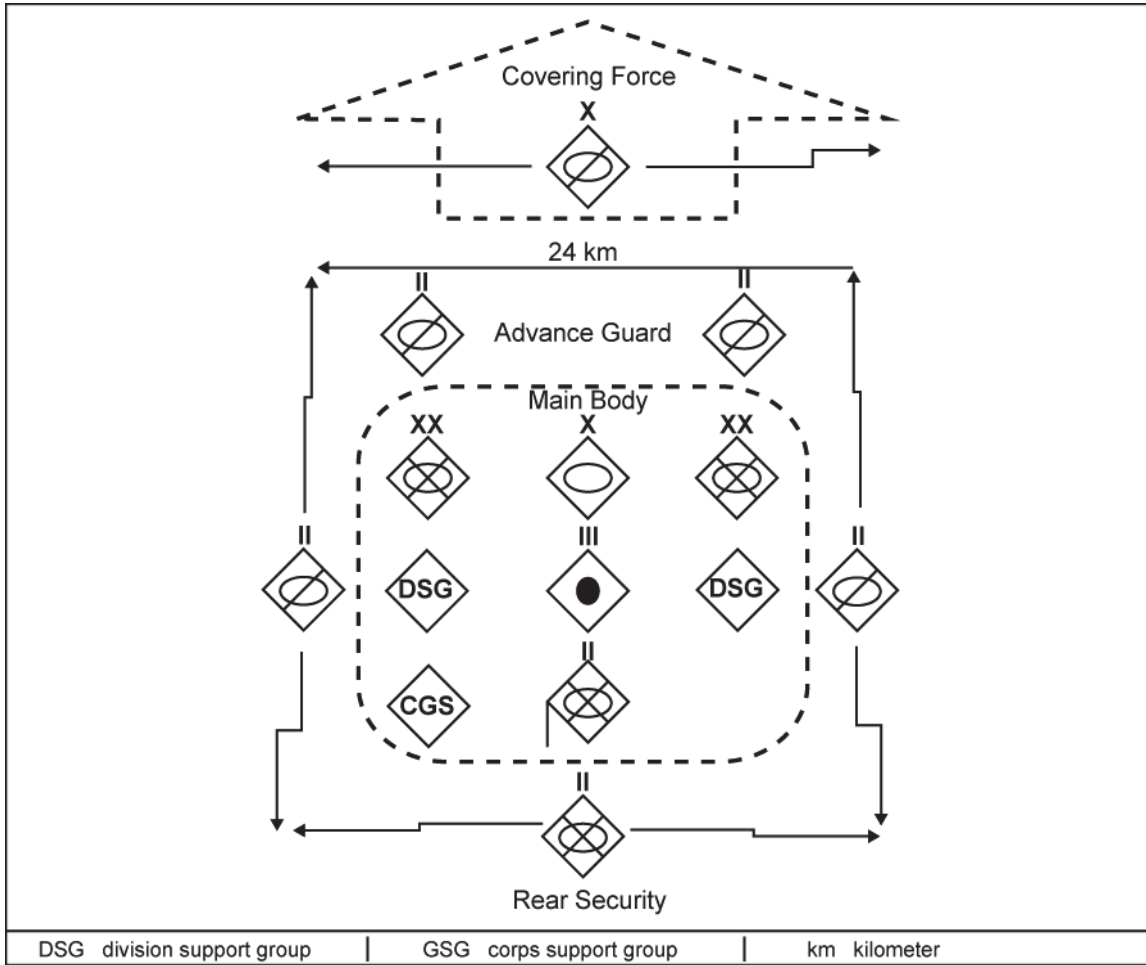 Covering Force
X
24 km
II II
Advance Guard
Main Body
XX X XX
II III II
DSG DSG
II
CGS
II
Rear Security
DSG division support group | GSG corps support group | km kilometer